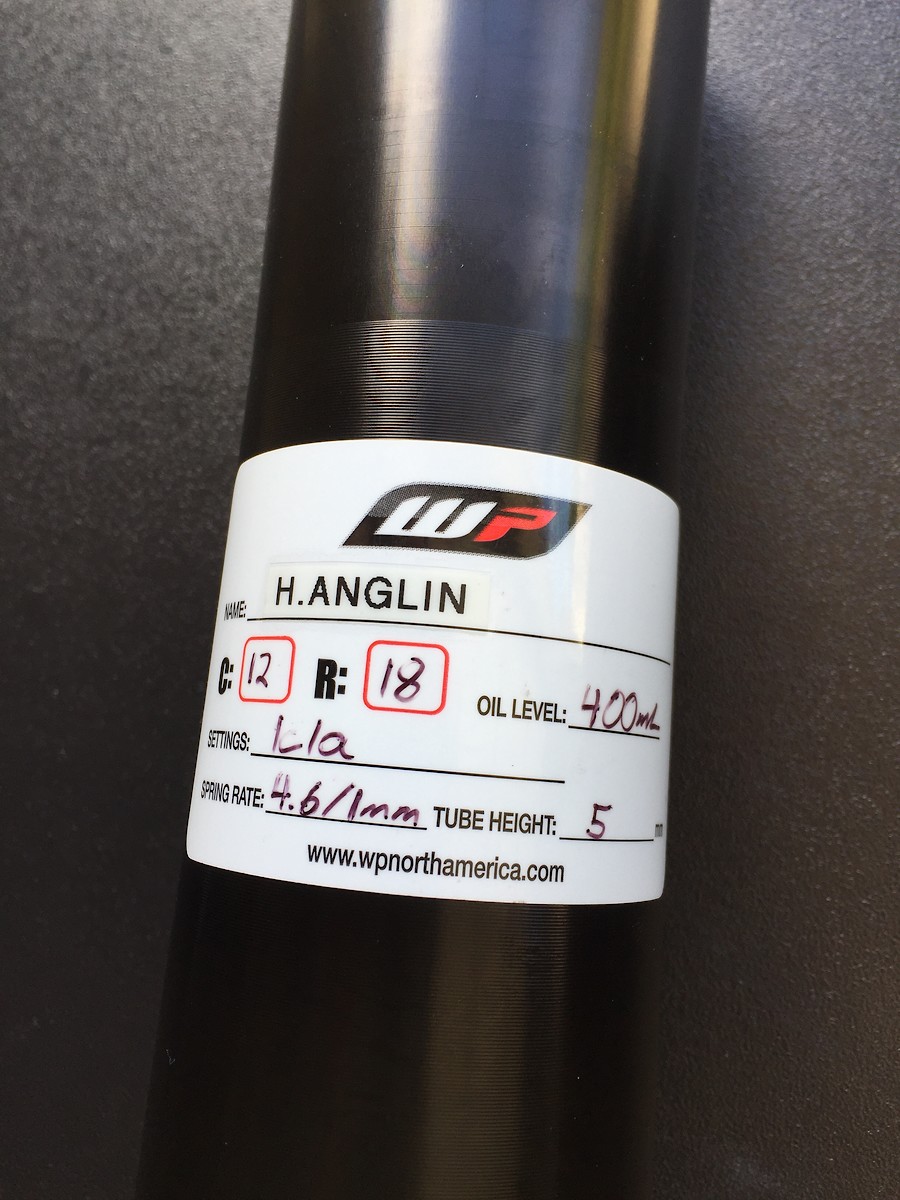 WP
NAME: H.ANGLIN
C: 12 R: 18 OIL LEVEL: 400mL
SETTINGS: 1c1a
SPRING RATE: 4.6/1mm TUBE HEIGHT: 5 m
www.wpnorthamerica.com